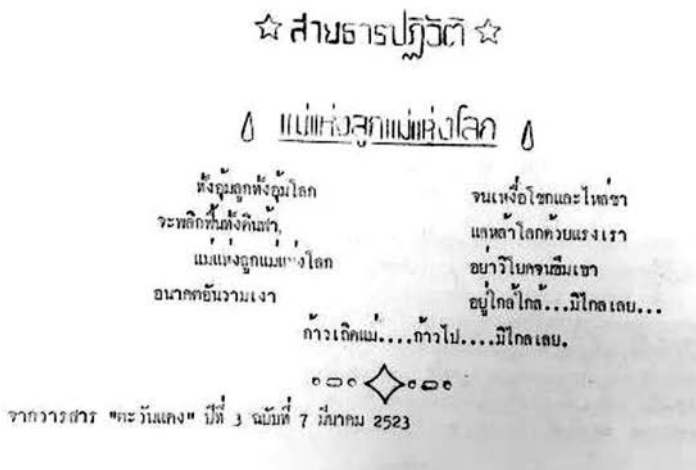 ☆ สายธารปฏิวัติ ☆
แม่แห่งลูกแม่แห่งโลก
ทั้งอุ้มลูกทั้งอุ้มโลก จนเหงื่อโชกและไหล่ชา
จะพลิกฟื้นทั้งดินฟ้า, แหล้าโลกด้วยแรงเรา
แม่แห่งลูกแม่แห่งโลก อย่าวิโยคจนซึมเซา
อนาคตอันวามเงา อยู่ใกล้ใกล้...มิไกลเลย...
ก้าวเถิดแม่....ก้าวไป....มิไกลเลย.
จากวารสาร "ตะวันแดง" ปีที่ 3 ฉบับที่ 7 มีนาคม 2523